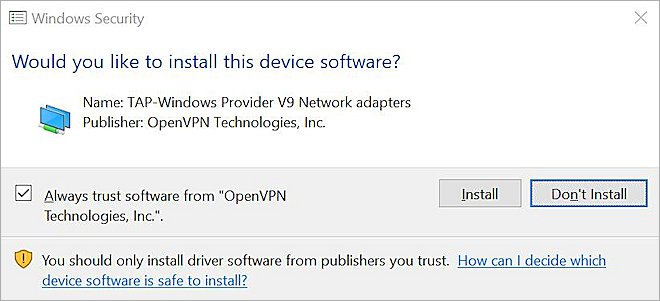 Windows Security
Would you like to install this device software?
Name: TAP-Windows Provider V9 Network adapters
Publisher: OpenVPN Technologies, Inc.
Always trust software from "OpenVPN
Technologies, Inc.".
Install
Don't Install
You should only install driver software from publishers you trust. How can I decide which
device software is safe to install?